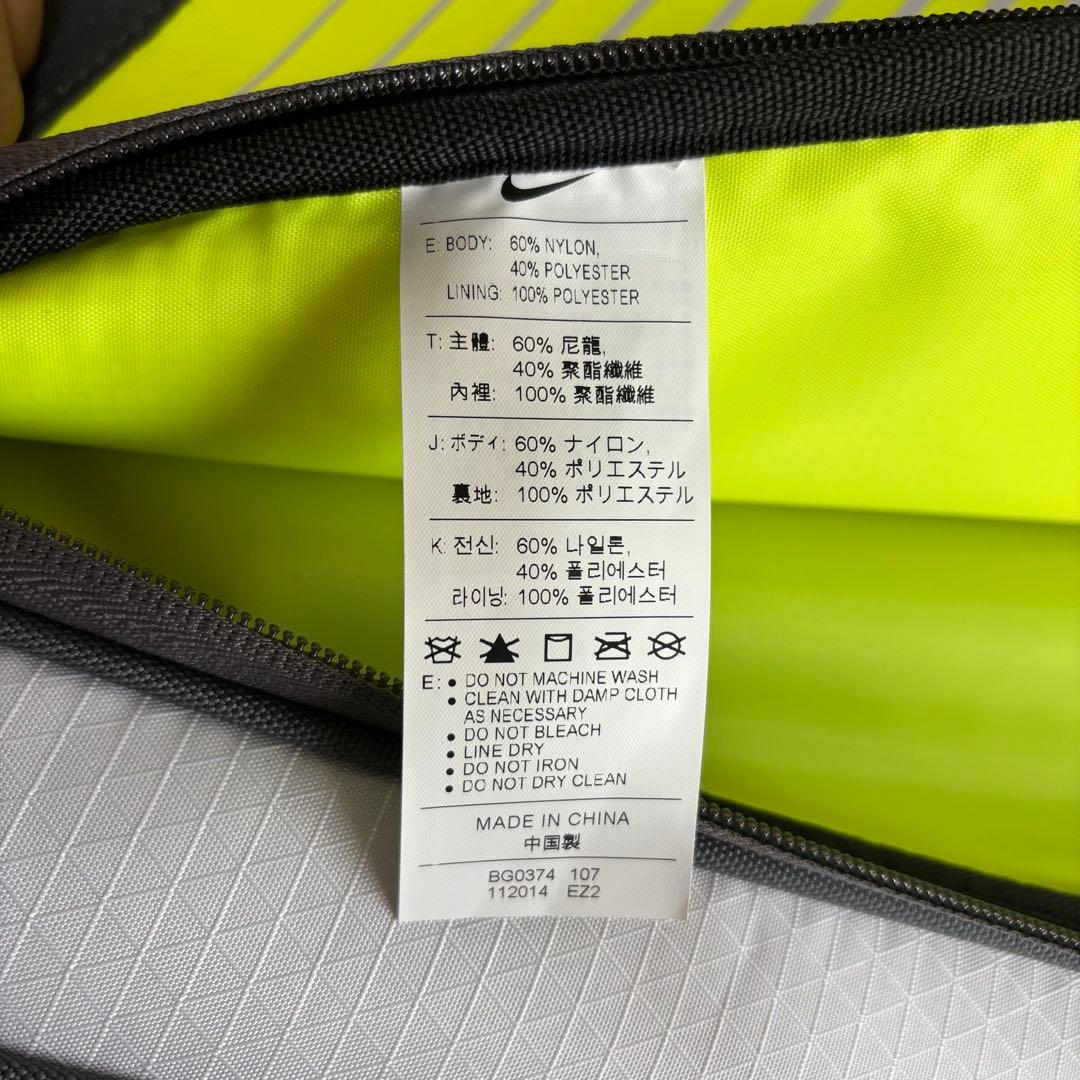 E: BODY: 60% NYLON,
40% POLYESTER
LINING: 100% POLYESTER
T: 主體: 60% 尼龍,
40% 聚酯纖維
內裡: 100% 聚酯纖維
J: ボディ: 60% ナイロン,
40% ポリエステル
裏地: 100% ポリエステル
K: 전신: 60% 나일론,
40% 폴리에스터
라이닝: 100% 폴리에스터
E: • DO NOT MACHINE WASH
• CLEAN WITH DAMP CLOTH
AS NECESSARY
• DO NOT BLEACH
• LINE DRY
• DO NOT IRON
• DO NOT DRY CLEAN
MADE IN CHINA
中国製
BG0374 107
112014 EZ2